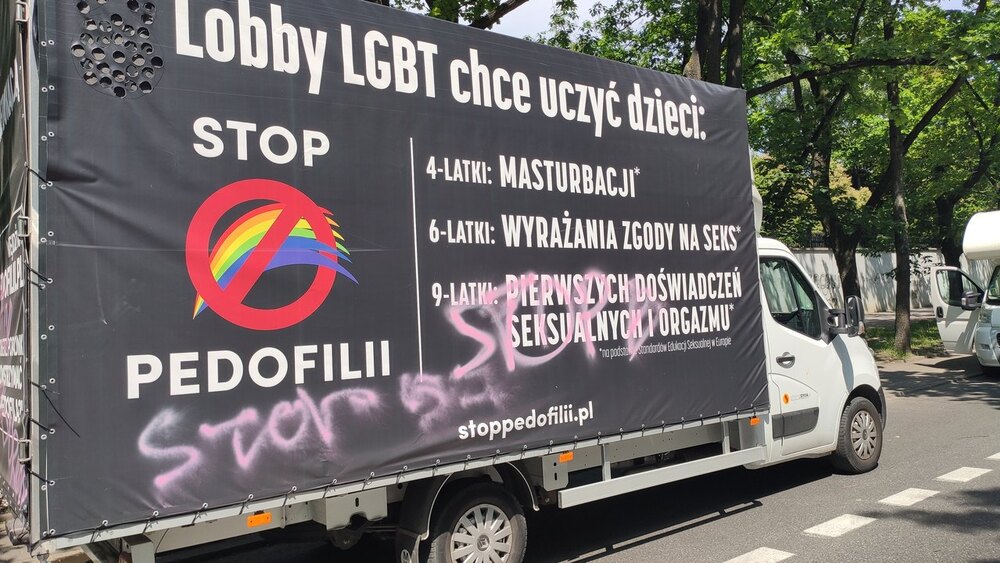 Lobby LGBT chce uczyć dzieci:
STOP
PEDOFILII
4-LATKI: MASTURBACJI*
6-LATKI: WYRAŻANIA ZGODY NA SEKS*
9-LATKI: PIERWSZYCH DOŚWIADCZEŃ
SEKSUALNYCH I ORGAZMU*
*na podstawie Standardów Edukacji Seksualnej w Europie
stoppedofilii.pl
STOP
STOP